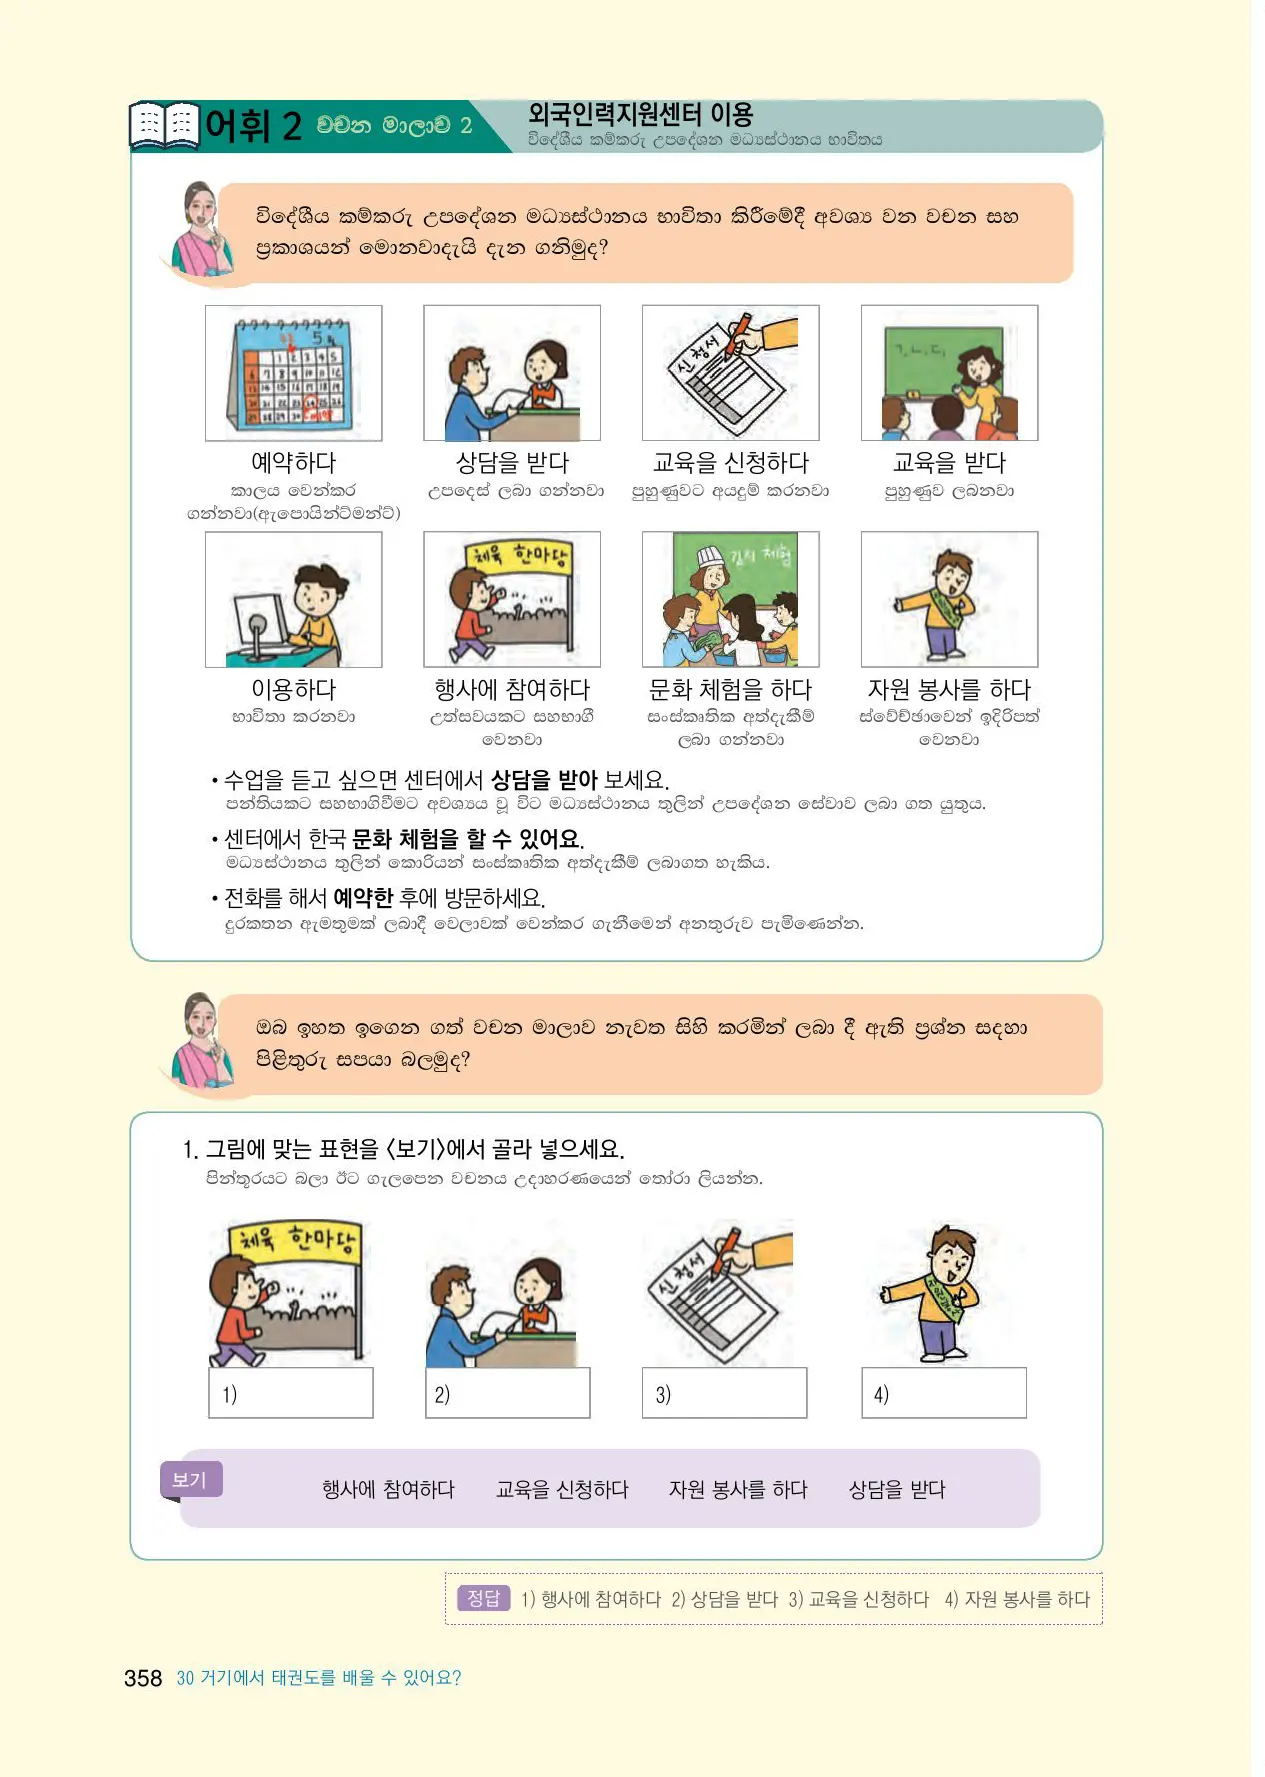 어휘 2 වචන මාලාව 2
외국인력지원센터 이용
විදේශීය කම්කරු උපදේශන මධ්‍යස්ථානය භාවිතය
විදේශීය කම්කරු උපදේශන මධ්‍යස්ථානය භාවිතා කිරීමේදී අවශ්‍ය වන වචන සහ
ප්‍රකාශයන් මොනවාදැයි දැන ගනිමුද?
신청서
ㄱ, ㄴ, ㄷ,
예약하다 상담을 받다 교육을 신청하다 교육을 받다
කාලය වෙන්කර උපදෙස් ලබා ගන්නවා පුහුණුවට අයදුම් කරනවා පුහුණුව ලබනවා
ගන්නවා(ඇපොයින්ට්මන්ට්)
체육 한마당
김치 체험
이용하다 행사에 참여하다 문화 체험을 하다 자원 봉사를 하다
භාවිතා කරනවා උත්සවයකට සහභාගී සංස්කෘතික අත්දැකීම් ස්වේච්ඡාවෙන් ඉදිරිපත්
වෙනවා ලබා ගන්නවා වෙනවා
• 수업을 듣고 싶으면 센터에서 상담을 받아 보세요.
පන්තියකට සහභාගිවීමට අවශ්‍යය වූ විට මධ්‍යස්ථානය තුලින් උපදේශන සේවාව ලබා ගත යුතුය.
• 센터에서 한국 문화 체험을 할 수 있어요.
මධ්‍යස්ථානය තුලින් කොරියන් සංස්කෘතික අත්දැකීම් ලබාගත හැකිය.
• 전화를 해서 예약한 후에 방문하세요.
දුරකතන ඇමතුමක් ලබාදී වෙලාවක් වෙන්කර ගැනීමෙන් අනතුරුව පැමිණෙන්න.
ඔබ ඉහත ඉගෙන ගත් වචන මාලාව නැවත සිහි කරමින් ලබා දී ඇති ප්‍රශ්න සදහා
පිළිතුරු සපයා බලමුද?
1. 그림에 맞는 표현을 〈보기〉에서 골라 넣으세요.
පින්තූරයට බලා ඊට ගැලපෙන වචනය උදාහරණයෙන් තෝරා ලියන්න.
체육 한마당
신청서
1) 2) 3) 4)
보기
행사에 참여하다 교육을 신청하다 자원 봉사를 하다 상담을 받다
정답 1) 행사에 참여하다 2) 상담을 받다 3) 교육을 신청하다 4) 자원 봉사를 하다
358 30 거기에서 태권도를 배울 수 있어요?